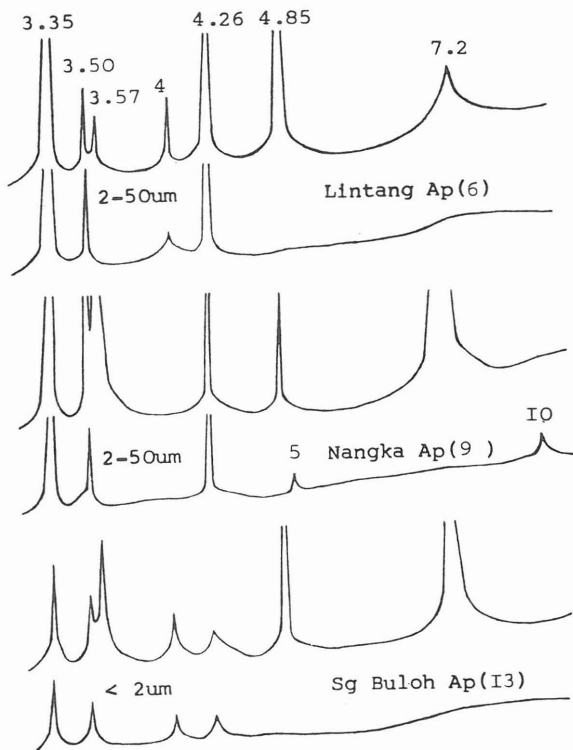 3.35 4.26 4.85
7.2
3.50
3.57 4
2-50um Lintang Ap(6)
IO
2-50um 5 Nangka Ap(9 )
< 2um Sg Buloh Ap(I3)